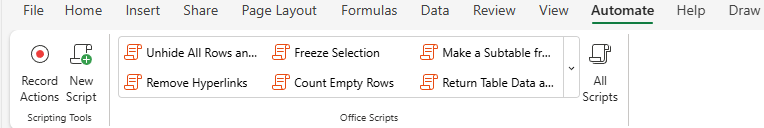 File Home Insert Share Page Layout Formulas Data Review View Automate Help Draw
Unhide All Rows an... Freeze Selection Make a Subtable fr...
Remove Hyperlinks Count Empty Rows Return Table Data a...
Record Actions
New Script
All Scripts
Scripting Tools Office Scripts